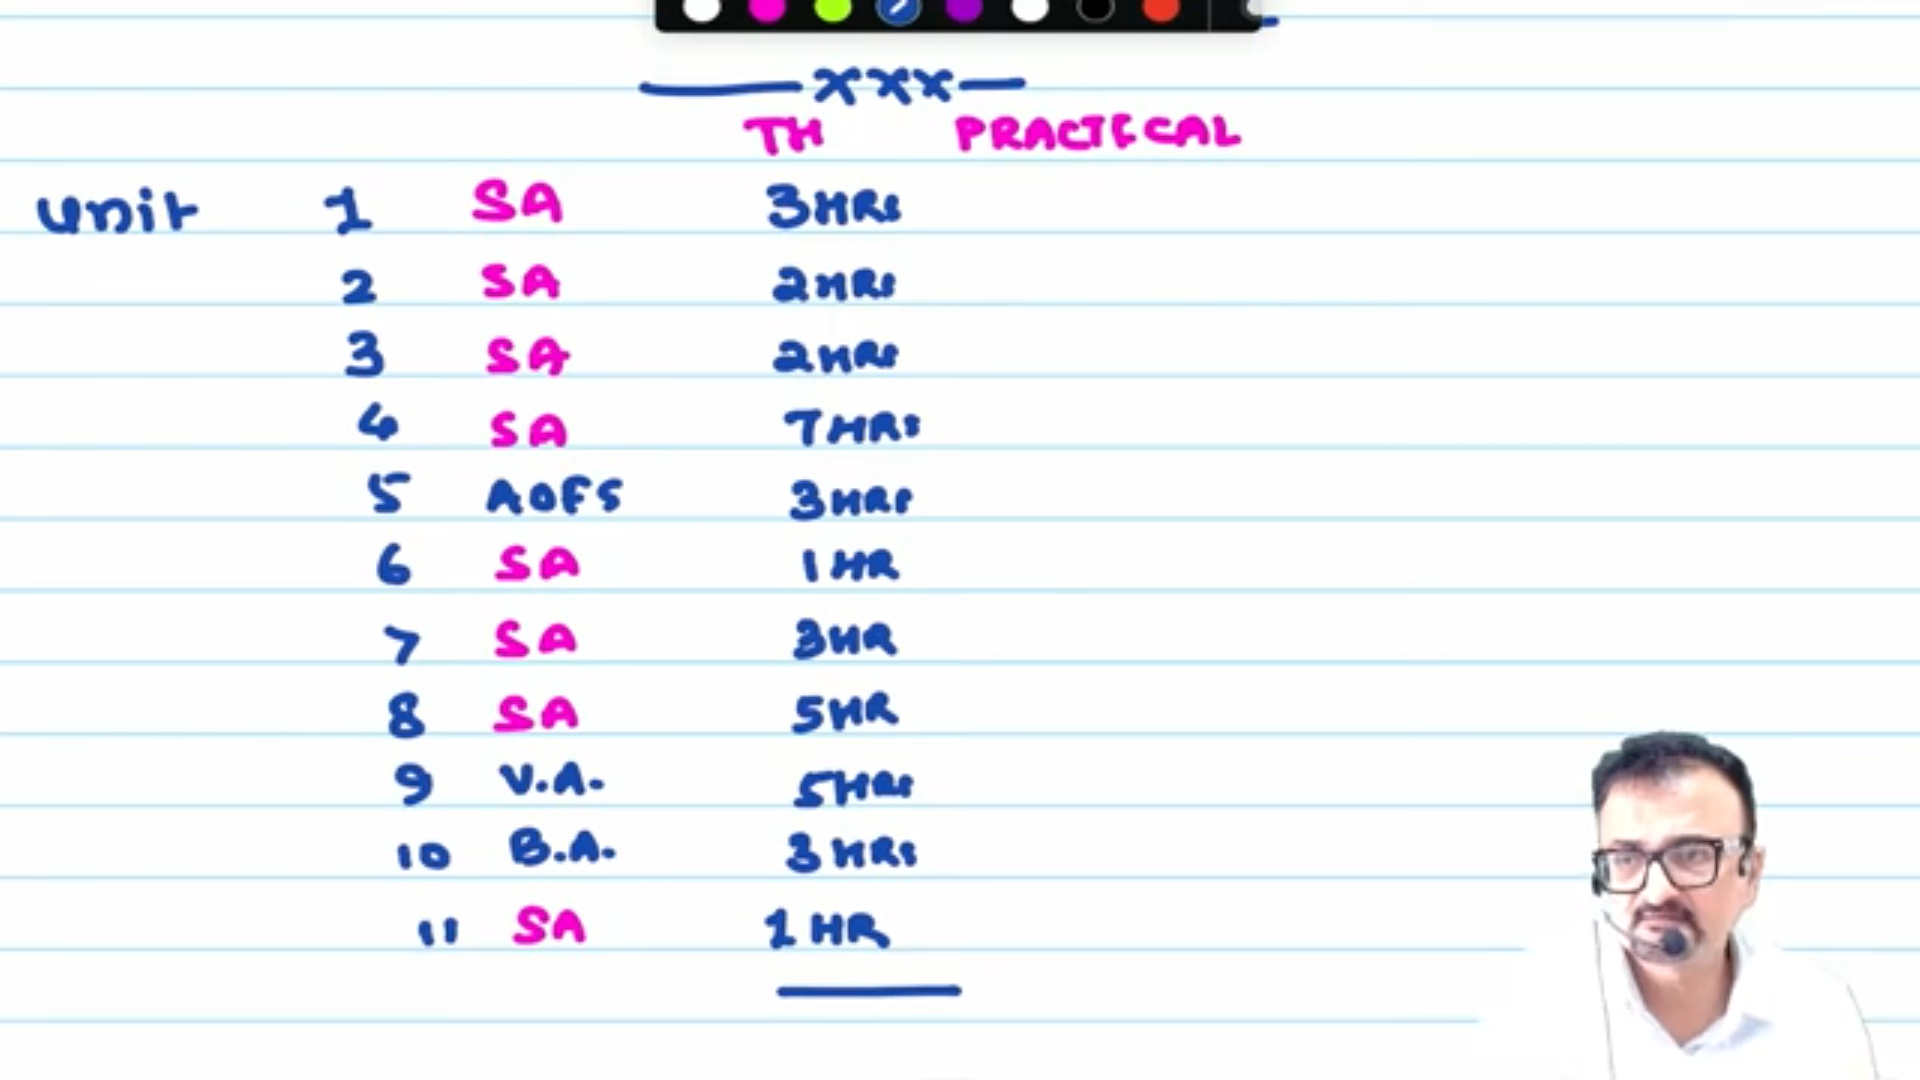 xxx
TH PRACTICAL
Unit 1 SA 3HRs
2 SA 2HRs
3 SA 2HRs
4 SA 7HRs
5 AOFS 3HRs
6 SA 1HR
7 SA 3HR
8 SA 5HR
9 V.A. 5HRs
10 B.A. 3HRs
11 SA 1HR